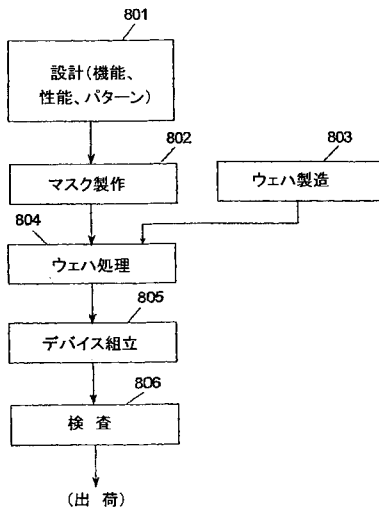 801
設計(機能、
性能、パターン)
802
マスク製作
803
ウェハ製造
804
ウェハ処理
805
デバイス組立
806
検 査
(出 荷)